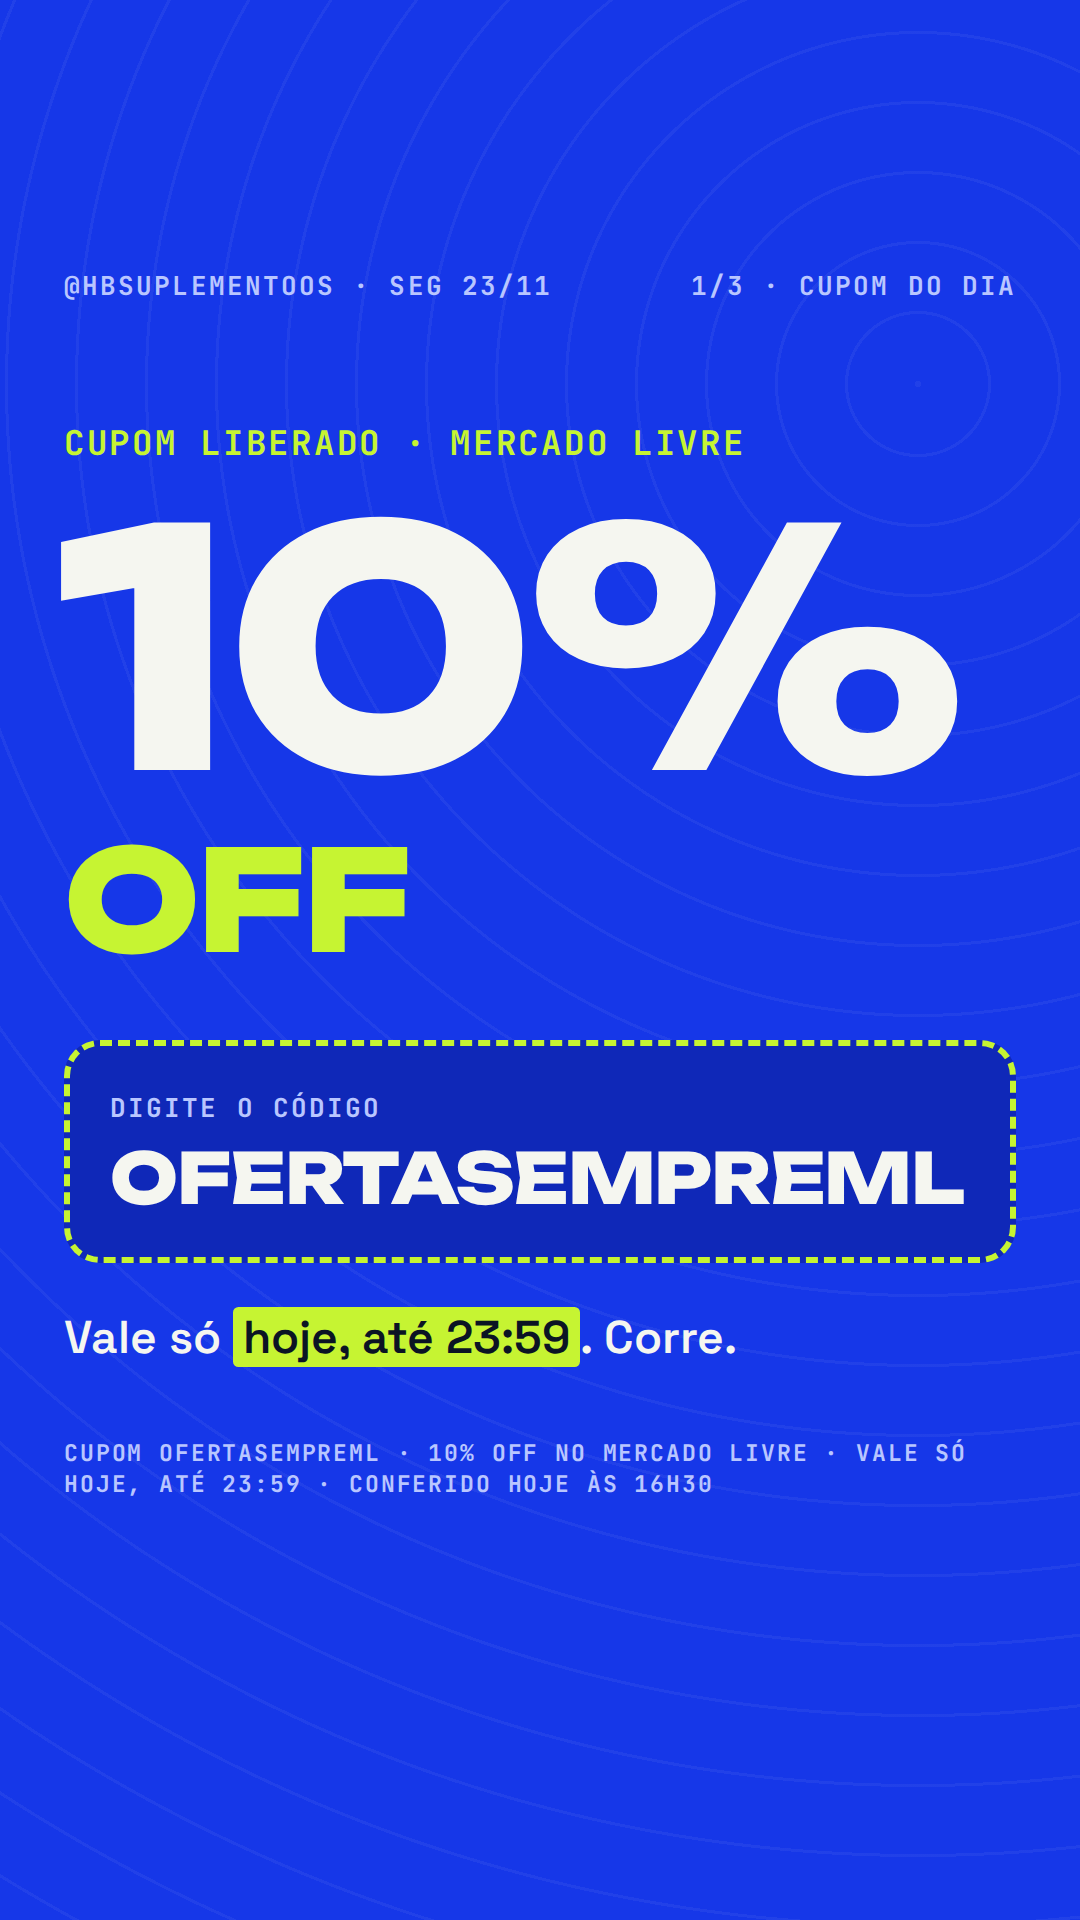 @HBSUPLEMENTOOS · SEG 23/11
1/3 · CUPOM DO DIA
CUPOM LIBERADO · MERCADO LIVRE
10%
OFF
DIGITE O CÓDIGO
OFERTASEMPREML
Vale só hoje, até 23:59. Corre.
CUPOM OFERTASEMPREML · 10% OFF NO MERCADO LIVRE · VALE SÓ
HOJE, ATÉ 23:59 · CONFERIDO HOJE ÀS 16H30